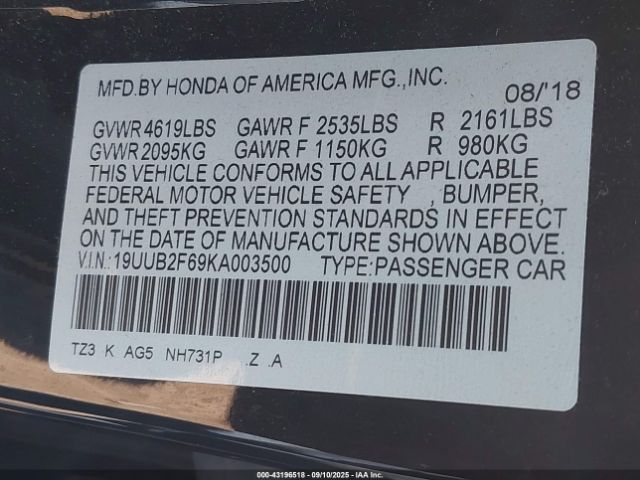 MFD.BY HONDA OF AMERICA MFG.,INC. 08/'18
GVWR 4619LBS GAWR F 2535LBS R 2161LBS
GVWR 2095KG GAWR F 1150KG R 980KG
THIS VEHICLE CONFORMS TO ALL APPLICABLE
FEDERAL MOTOR VEHICLE SAFETY , BUMPER,
AND THEFT PREVENTION STANDARDS IN EFFECT
ON THE DATE OF MANUFACTURE SHOWN ABOVE.
V.I.N.:19UUB2F69KA003500 TYPE:PASSENGER CAR
TZ3 K AG5 NH731P .Z .A
000-43196518 - 09/10/2025 - IAA Inc.